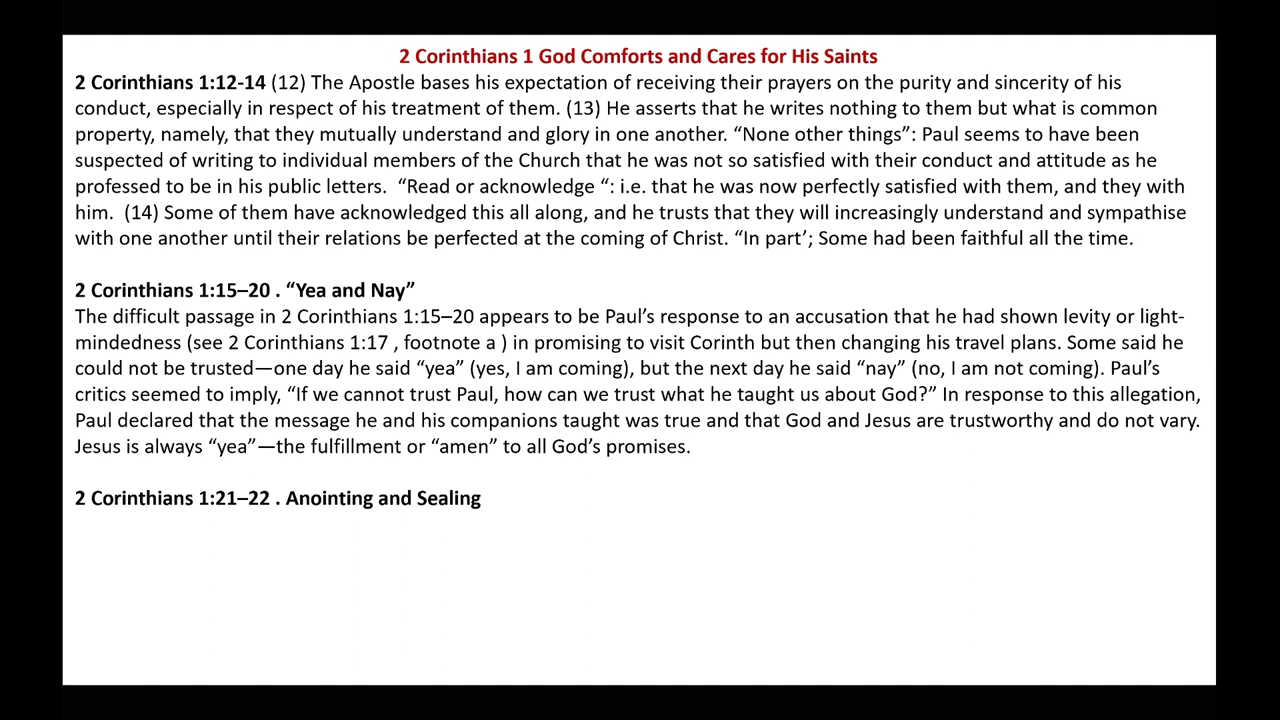 2 Corinthians 1 God Comforts and Cares for His Saints
2 Corinthians 1:12-14 (12) The Apostle bases his expectation of receiving their prayers on the purity and sincerity of his
conduct, especially in respect of his treatment of them. (13) He asserts that he writes nothing to them but what is common
property, namely, that they mutually understand and glory in one another. “None other things”: Paul seems to have been
suspected of writing to individual members of the Church that he was not so satisfied with their conduct and attitude as he
professed to be in his public letters.  “Read or acknowledge “: i.e. that he was now perfectly satisfied with them, and they with
him.  (14) Some of them have acknowledged this all along, and he trusts that they will increasingly understand and sympathise
with one another until their relations be perfected at the coming of Christ. “In part’; Some had been faithful all the time.
2 Corinthians 1:15–20 . “Yea and Nay”
The difficult passage in 2 Corinthians 1:15–20 appears to be Paul’s response to an accusation that he had shown levity or light-
mindedness (see 2 Corinthians 1:17 , footnote a ) in promising to visit Corinth but then changing his travel plans. Some said he
could not be trusted—one day he said “yea” (yes, I am coming), but the next day he said “nay” (no, I am not coming). Paul’s
critics seemed to imply, “If we cannot trust Paul, how can we trust what he taught us about God?” In response to this allegation,
Paul declared that the message he and his companions taught was true and that God and Jesus are trustworthy and do not vary.
Jesus is always “yea”—the fulfillment or “amen” to all God’s promises.
2 Corinthians 1:21–22 . Anointing and Sealing